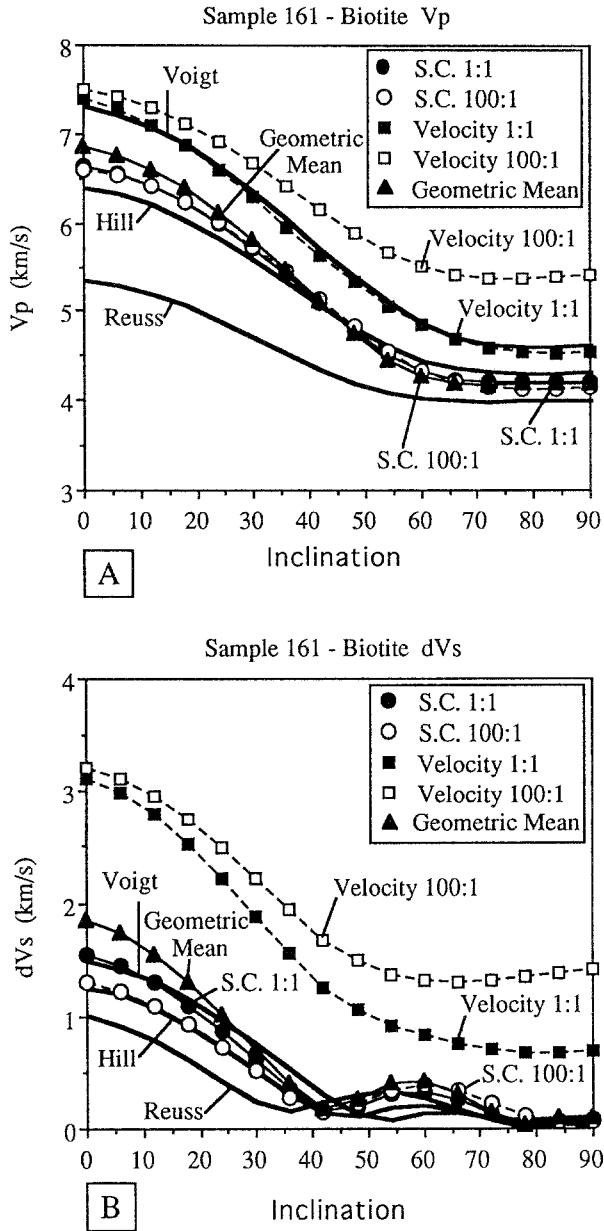 Sample 161 - Biotite Vp
8
7
6
5
4
3
Vp (km/s)
Voigt
Geometric
Mean
Hill
Reuss
S.C. 1:1
S.C. 100:1
Velocity 1:1
Velocity 100:1
Geometric Mean
Velocity 100:1
Velocity 1:1
S.C. 1:1
S.C. 100:1
0 10 20 30 40 50 60 70 80 90
Inclination
A
Sample 161 - Biotite dVs
4
3
2
1
0
dVs (km/s)
S.C. 1:1
S.C. 100:1
Velocity 1:1
Velocity 100:1
Geometric Mean
Velocity 100:1
Voigt
Geometric
Mean
S.C. 1:1
Velocity 1:1
Hill
S.C. 100:1
Reuss
0 10 20 30 40 50 60 70 80 90
Inclination
B